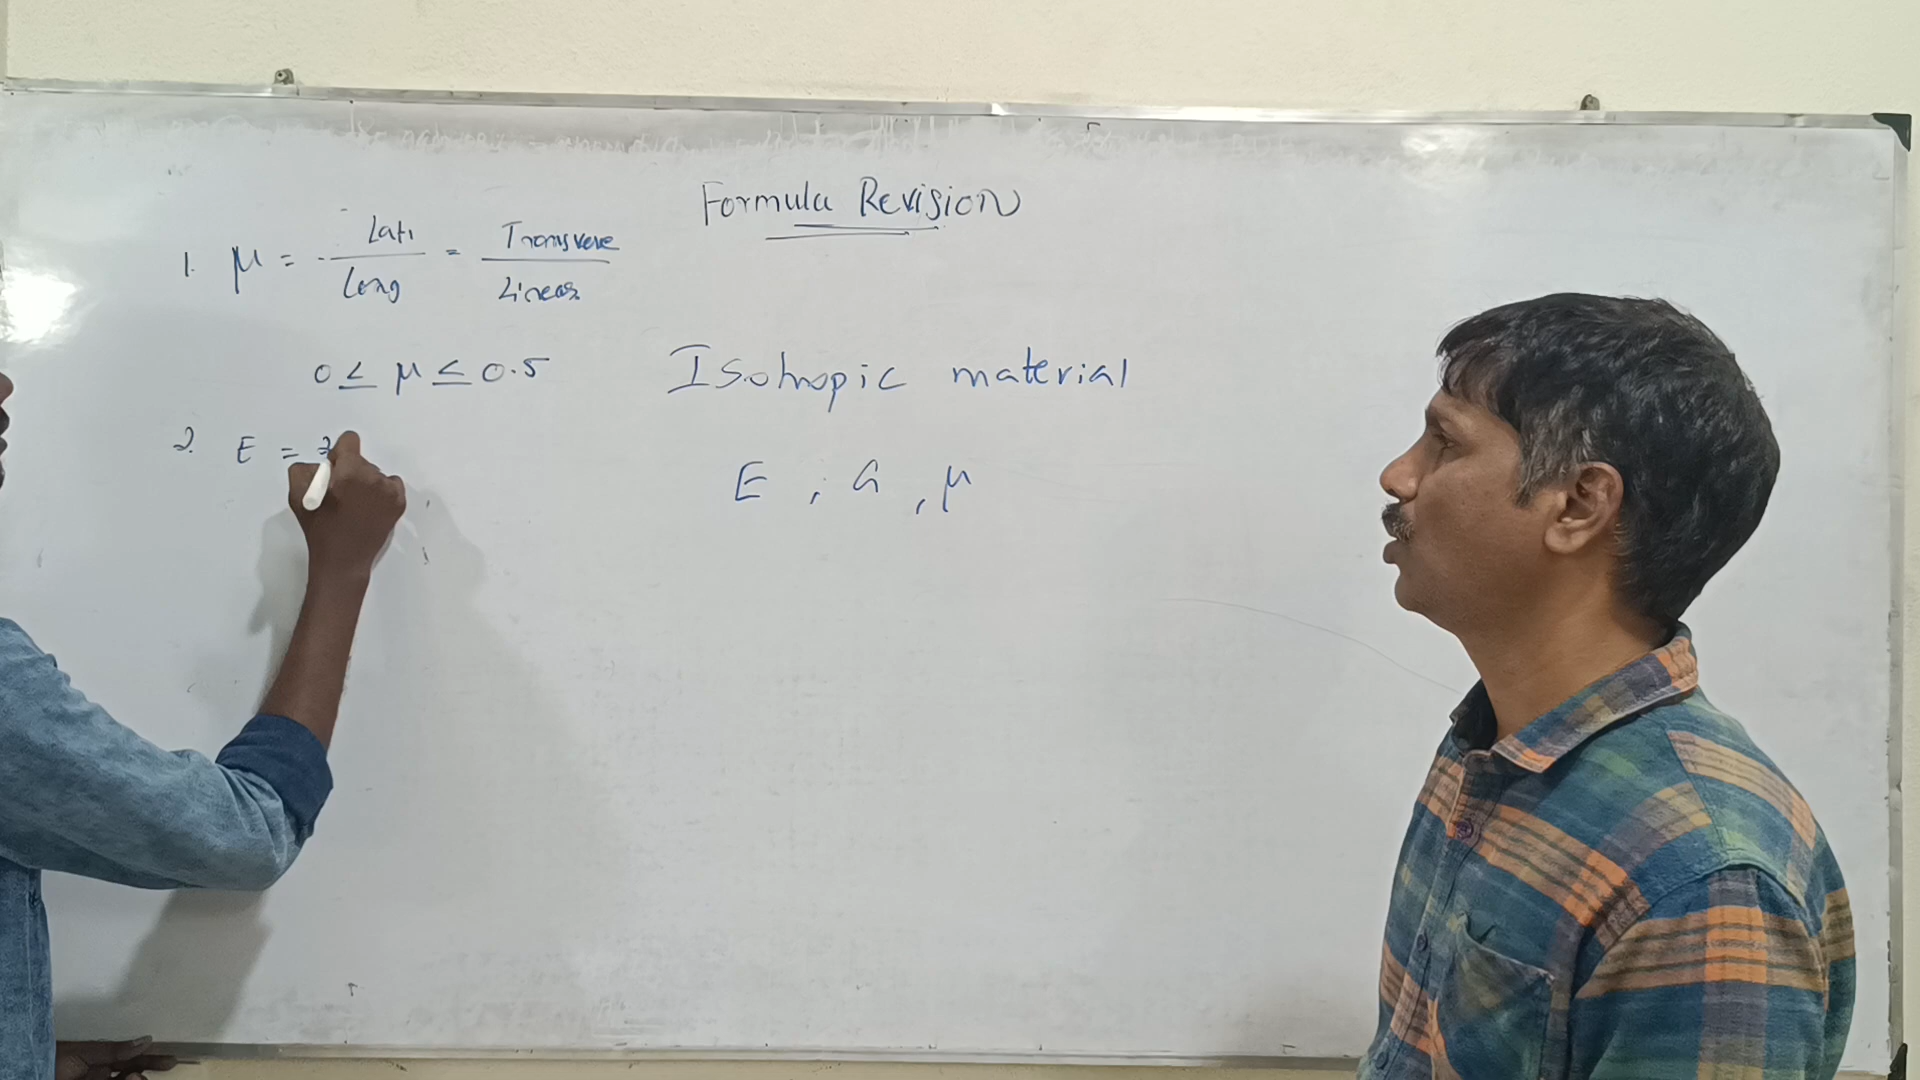 Formula Revision
1. μ = Lati / Long = Transvere / Linear
0 ≤ μ ≤ 0.5
Isotropic material
2. E =
E , G , μ